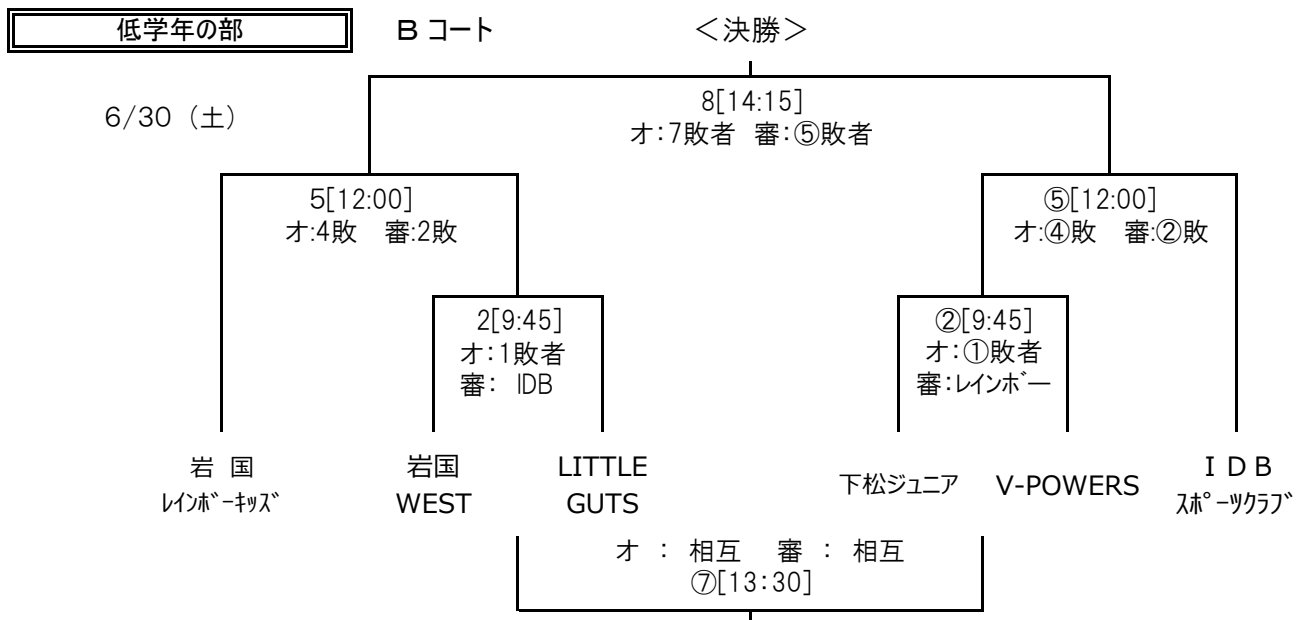 低学年の部
B コート
＜決勝＞
6/30（土）
8[14:15]
オ：7敗者 審：⑤敗者
5[12:00]
オ:4敗 審:2敗
⑤[12:00]
オ:④敗 審:②敗
2[9:45]
オ：1敗者
審： IDB
②[9:45]
オ：①敗者
審：ﾚｲﾝﾎﾞｰ
岩 国
ﾚｲﾝﾎﾞｰｷｯｽﾞ
岩国
WEST
LITTLE
GUTS
下松ジュニア
V-POWERS
Ｉ Ｄ Ｂ
ｽﾎﾟｰﾂｸﾗﾌﾞ
オ ： 相互 審 ： 相互
⑦[13：30]